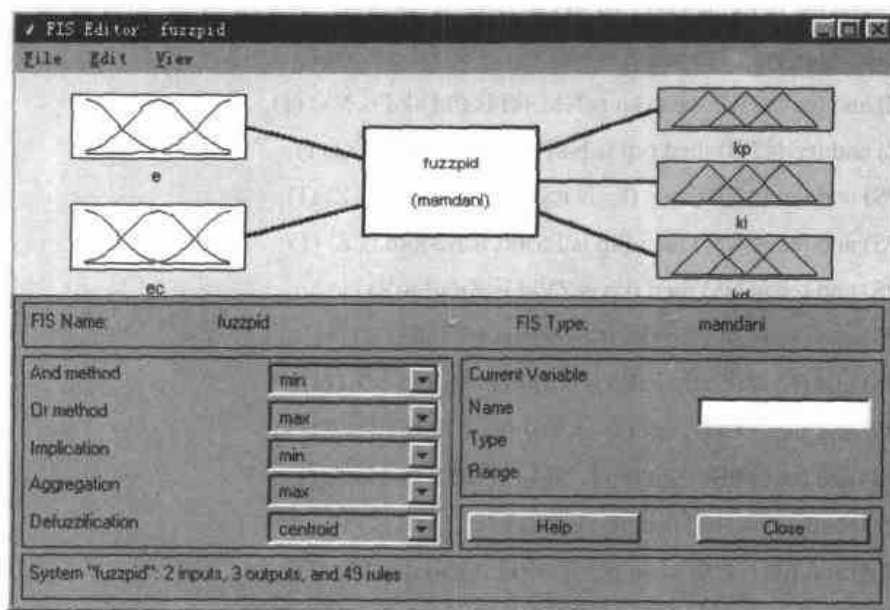 FIS Editor fuzzpid
File Edit View
e
ec
fuzzpid
(mamdani)
kp
ki
kd
FIS Name: fuzzpid FIS Type: mamdani
And method min
Or method max
Implication min
Aggregation max
Defuzzification centroid
Current Variable
Name
Type
Range
Help Close
System "fuzzpid": 2 inputs, 3 outputs, and 49 rules